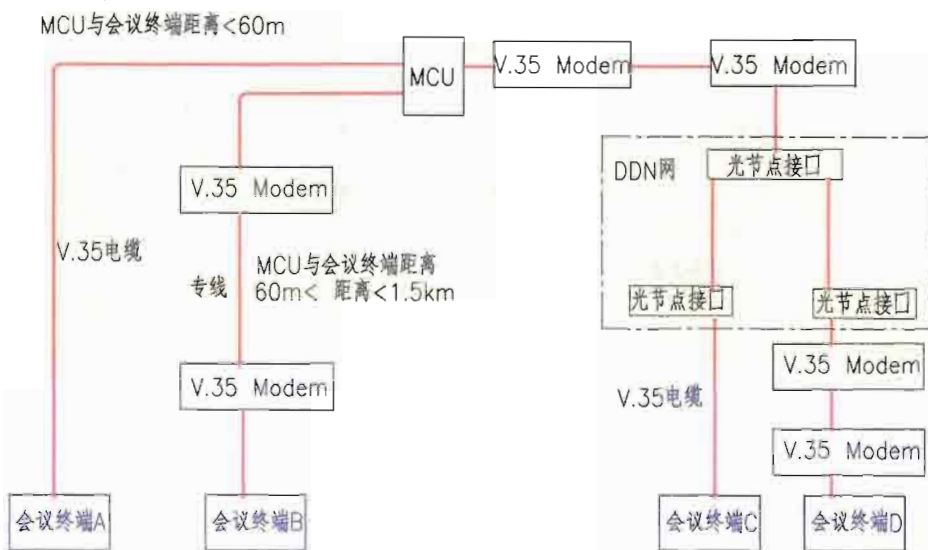 MCU与会议终端距离<60m
MCU
V.35 Modem
V.35 Modem
DDN网
光节点接口
V.35 Modem
V.35电缆
专线
MCU与会议终端距离
60m< 距离<1.5km
光节点接口
光节点接口
V.35 Modem
V.35 Modem
V.35电缆
V.35 Modem
会议终端A
会议终端B
会议终端C
会议终端D